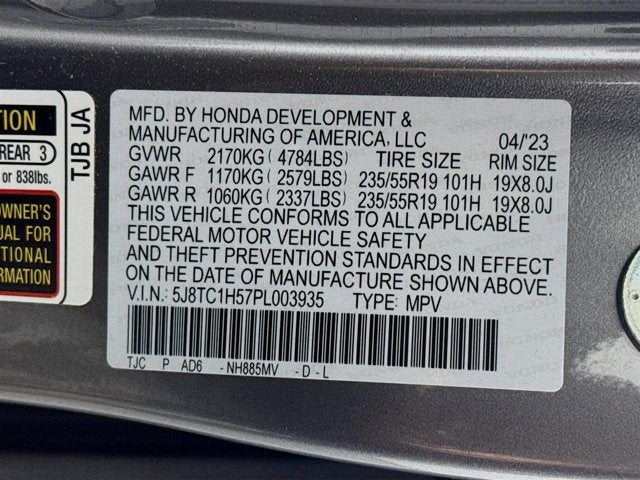 TION
REAR 3
or 838lbs.
OWNER'S
UAL FOR
TIONAL
ORMATION
TJB JA
MFD. BY HONDA DEVELOPMENT &
MANUFACTURING OF AMERICA, LLC 04/'23
GVWR 2170KG ( 4784LBS) TIRE SIZE RIM SIZE
GAWR F 1170KG ( 2579LBS) 235/55R19 101H 19X8.0J
GAWR R 1060KG ( 2337LBS) 235/55R19 101H 19X8.0J
THIS VEHICLE CONFORMS TO ALL APPLICABLE
FEDERAL MOTOR VEHICLE SAFETY
AND THEFT PREVENTION STANDARDS IN EFFECT
ON THE DATE OF MANUFACTURE SHOWN ABOVE.
V.I.N.: 5J8TC1H57PL003935 TYPE: MPV
TJC P AD6 - NH885MV - D - L